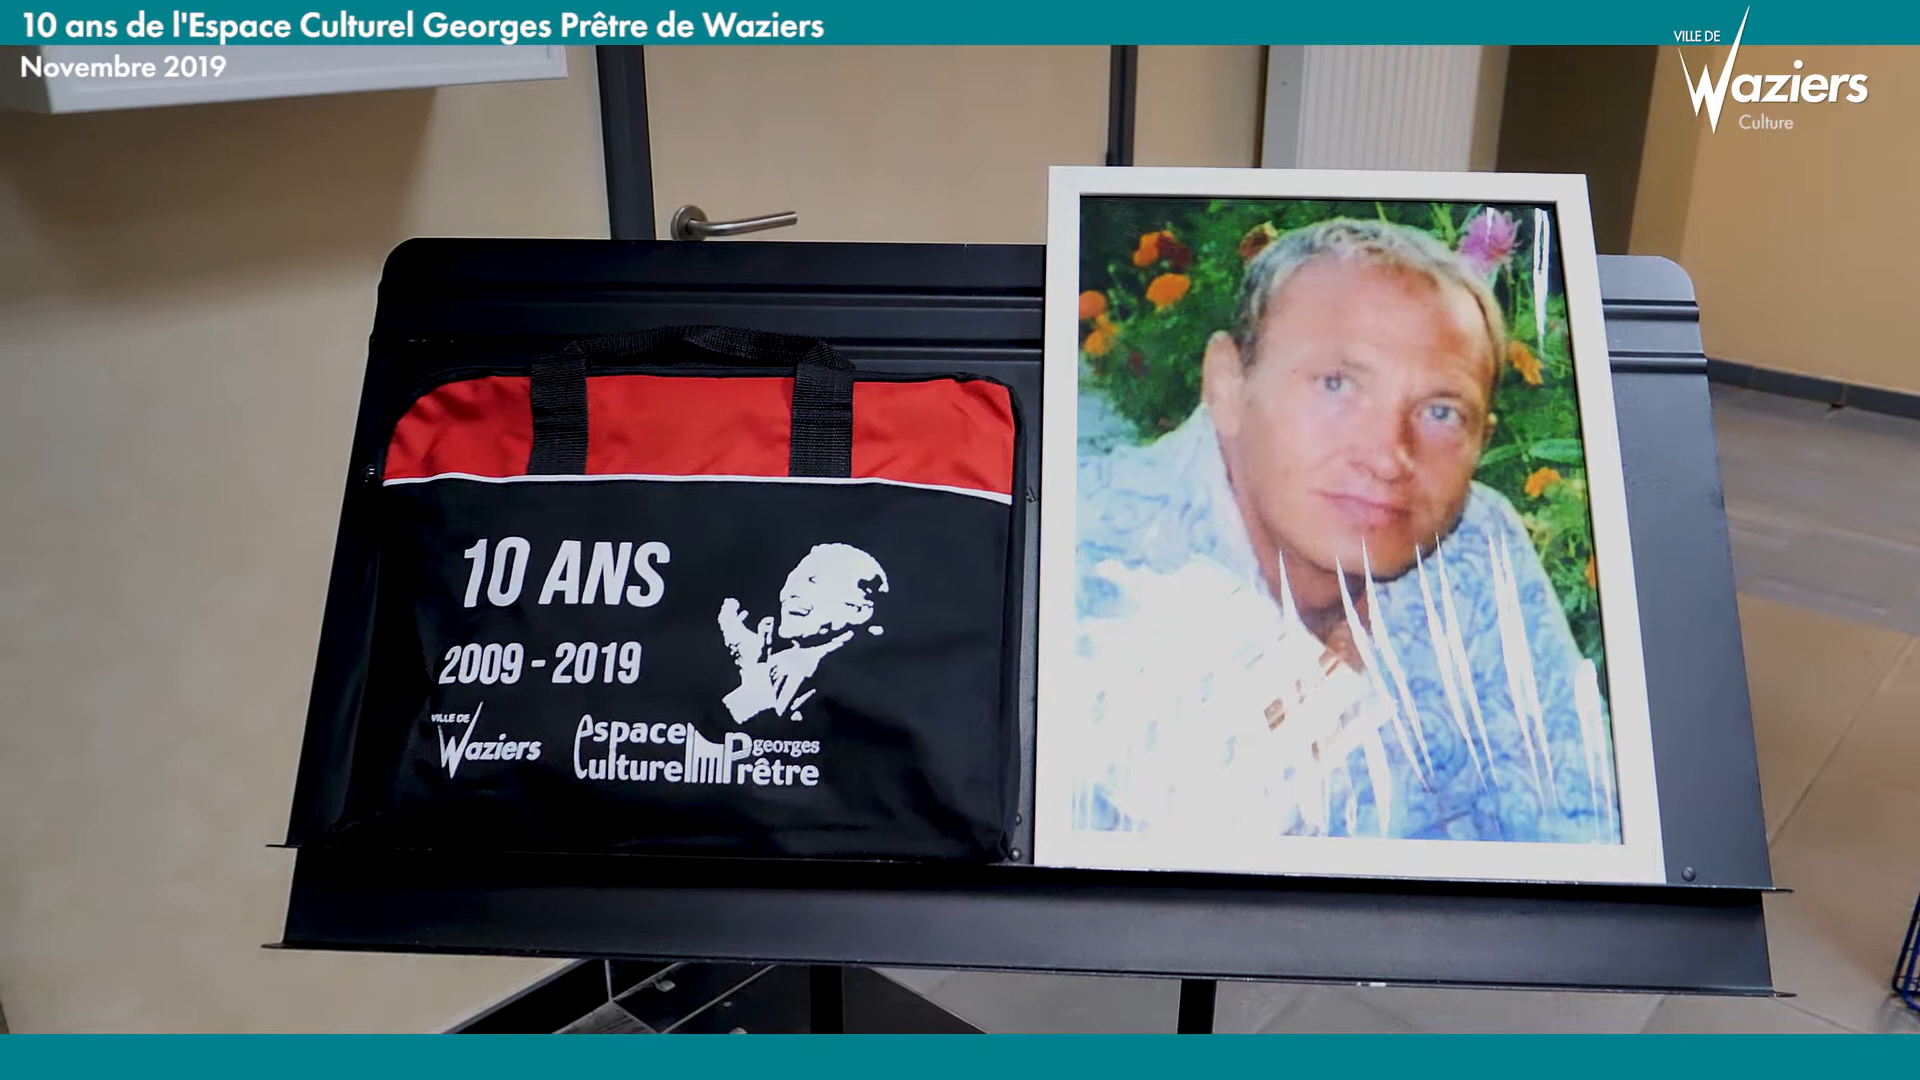 10 ans de l'Espace Culturel Georges Prêtre de Waziers
Novembre 2019
VILLE DE
Waziers
Culture
10 ANS
2009 - 2019
VILLE DE
Waziers
espace
Culturel
georges
Prêtre